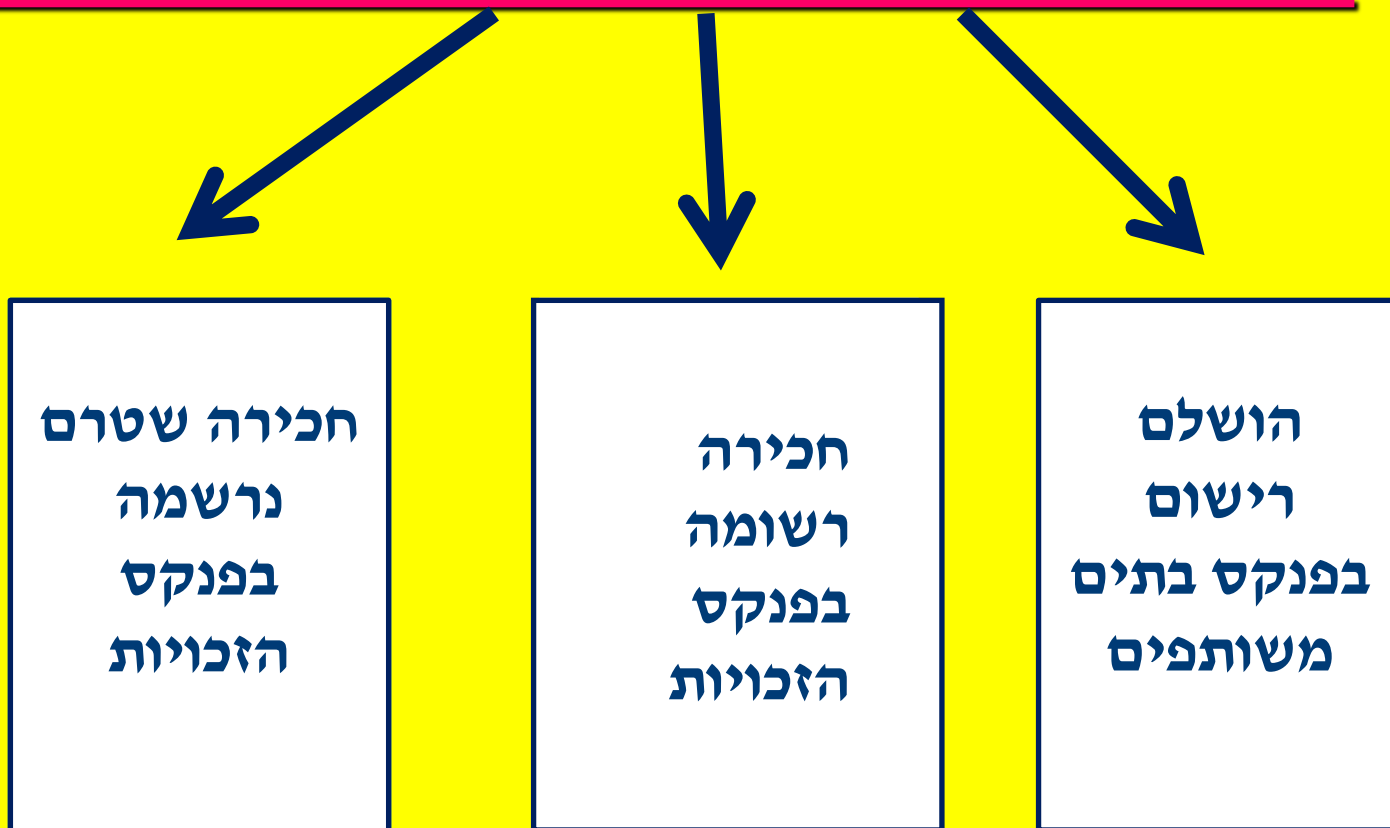 הושלם
רישום
בפנקס בתים
משותפים
חכירה
רשומה
בפנקס
הזכויות
חכירה שטרם
נרשמה
בפנקס
הזכויות